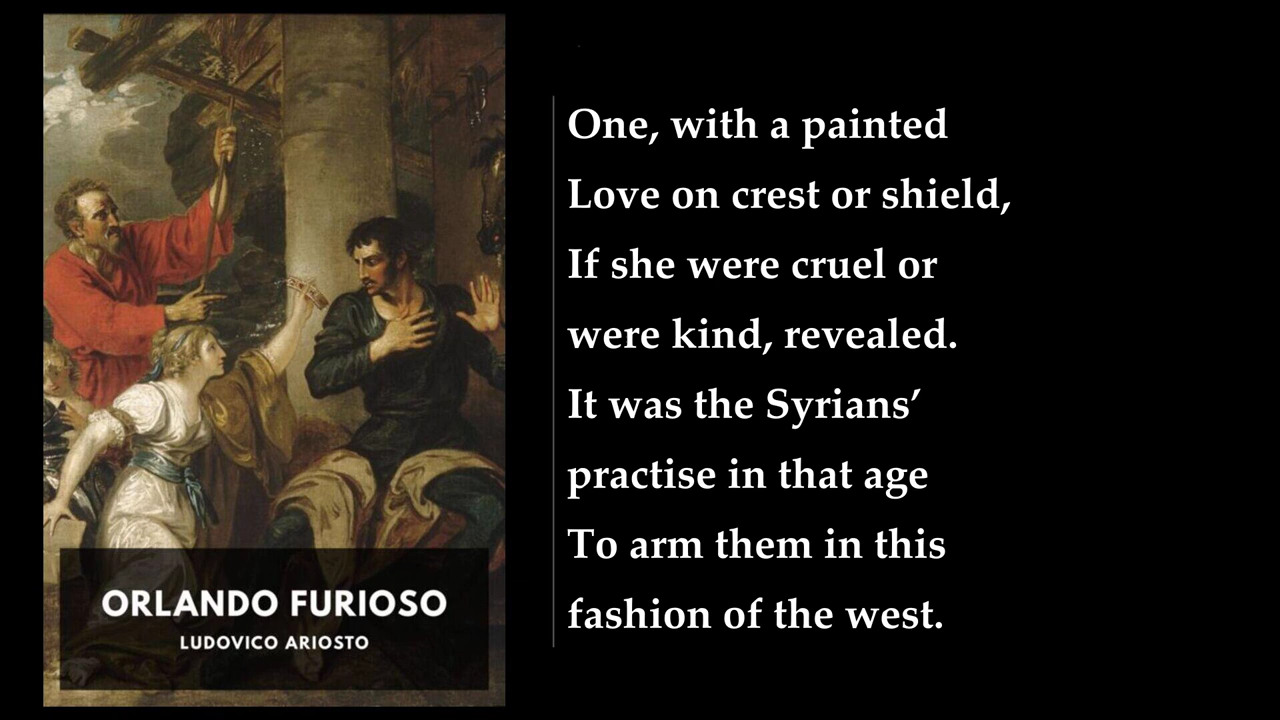 ORLANDO FURIOSO
LUDOVICO ARIOSTO
One, with a painted
Love on crest or shield,
If she were cruel or
were kind, revealed.
It was the Syrians’
practise in that age
To arm them in this
fashion of the west.